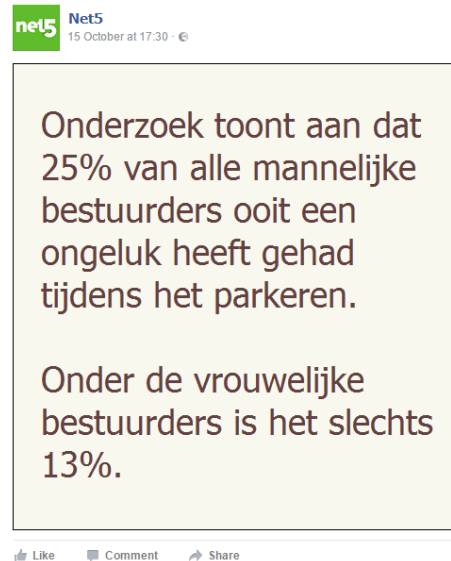 net5
Net5
15 October at 17:30 ·
Onderzoek toont aan dat
25% van alle mannelijke
bestuurders ooit een
ongeluk heeft gehad
tijdens het parkeren.
Onder de vrouwelijke
bestuurders is het slechts
13%.
Like Comment Share